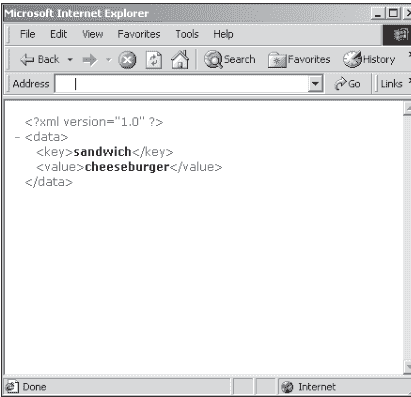 Microsoft Internet Explorer
File Edit View Favorites Tools Help
Back Search Favorites History
Address Go Links
<?xml version="1.0" ?>
- <data>
<key>sandwich</key>
<value>cheeseburger</value>
</data>
Done Internet